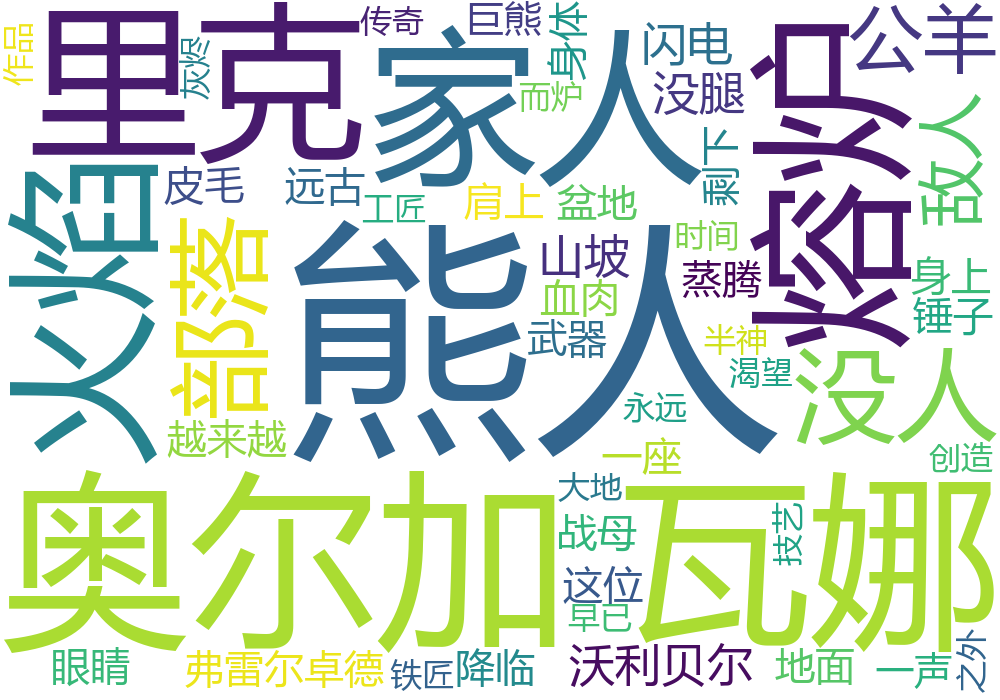 作品
里克
灰烬
传奇
巨熊
身体
闪电
公羊
家人
而炉
没腿
熔炉
敌人
火焰
皮毛
远古
工匠
肩上
盆地
剩下
部落
熊人
山坡
时间
蒸腾
身上
血肉
锤子
武器
半神
渴望
没人
永远
越来越
一座
创造
奥尔加
瓦娜
大地
战母
技艺
这位
早已
眼睛
弗雷尔卓德
铁匠
降临
沃利贝尔
地面
一声
之外